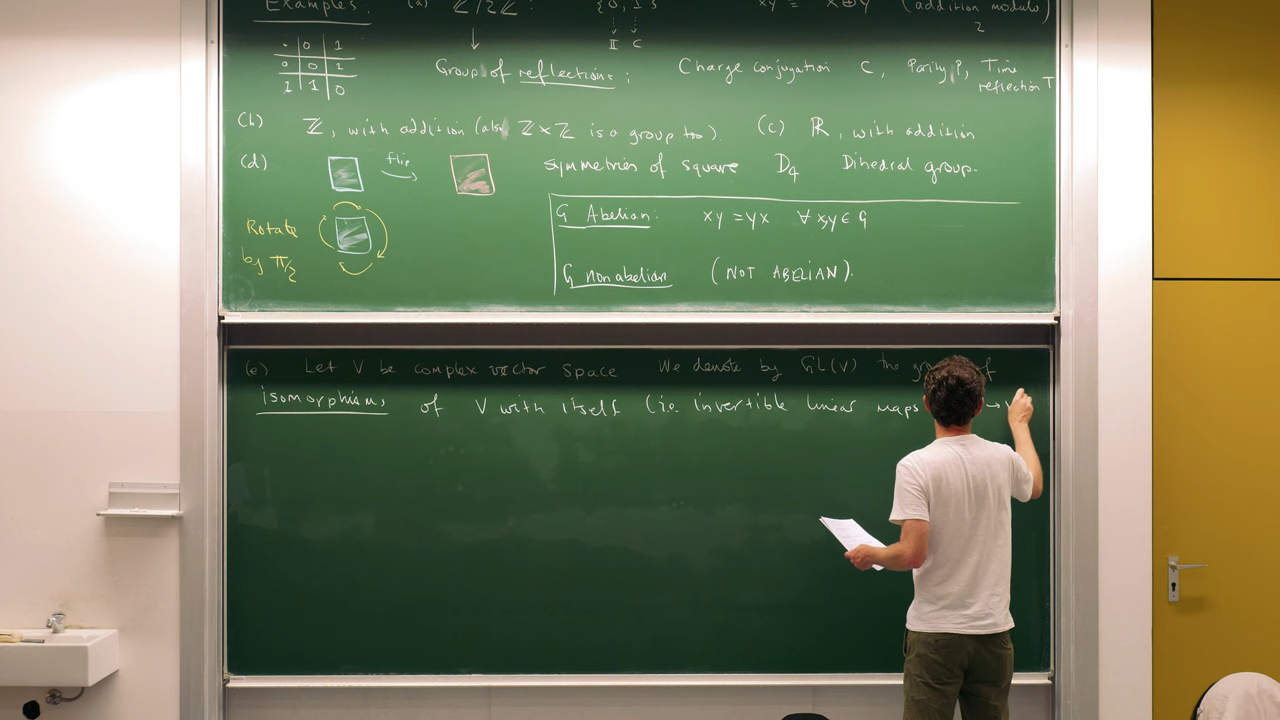 Examples: (a) ℤ/2ℤ : {0, 1} xy = x⊕y (addition modulo 2
· 0 1
0 0 1
1 1 0
II C
Group of reflections; Charge conjugation C, Parity P, Time reflection T
(b) ℤ, with addition (also ℤ×ℤ is a group too). (c) ℝ, with addition
(d) flip symmetries of square D4 Dihedral group.
Rotate
by π/2
G Abelian: xy = yx ∀ x,y ∈ G
G nonabelian (NOT ABELIAN).
(e) Let V be complex vector space We denote by GL(V) the group of
isomorphisms of V with itself (i.e. invertible linear maps →